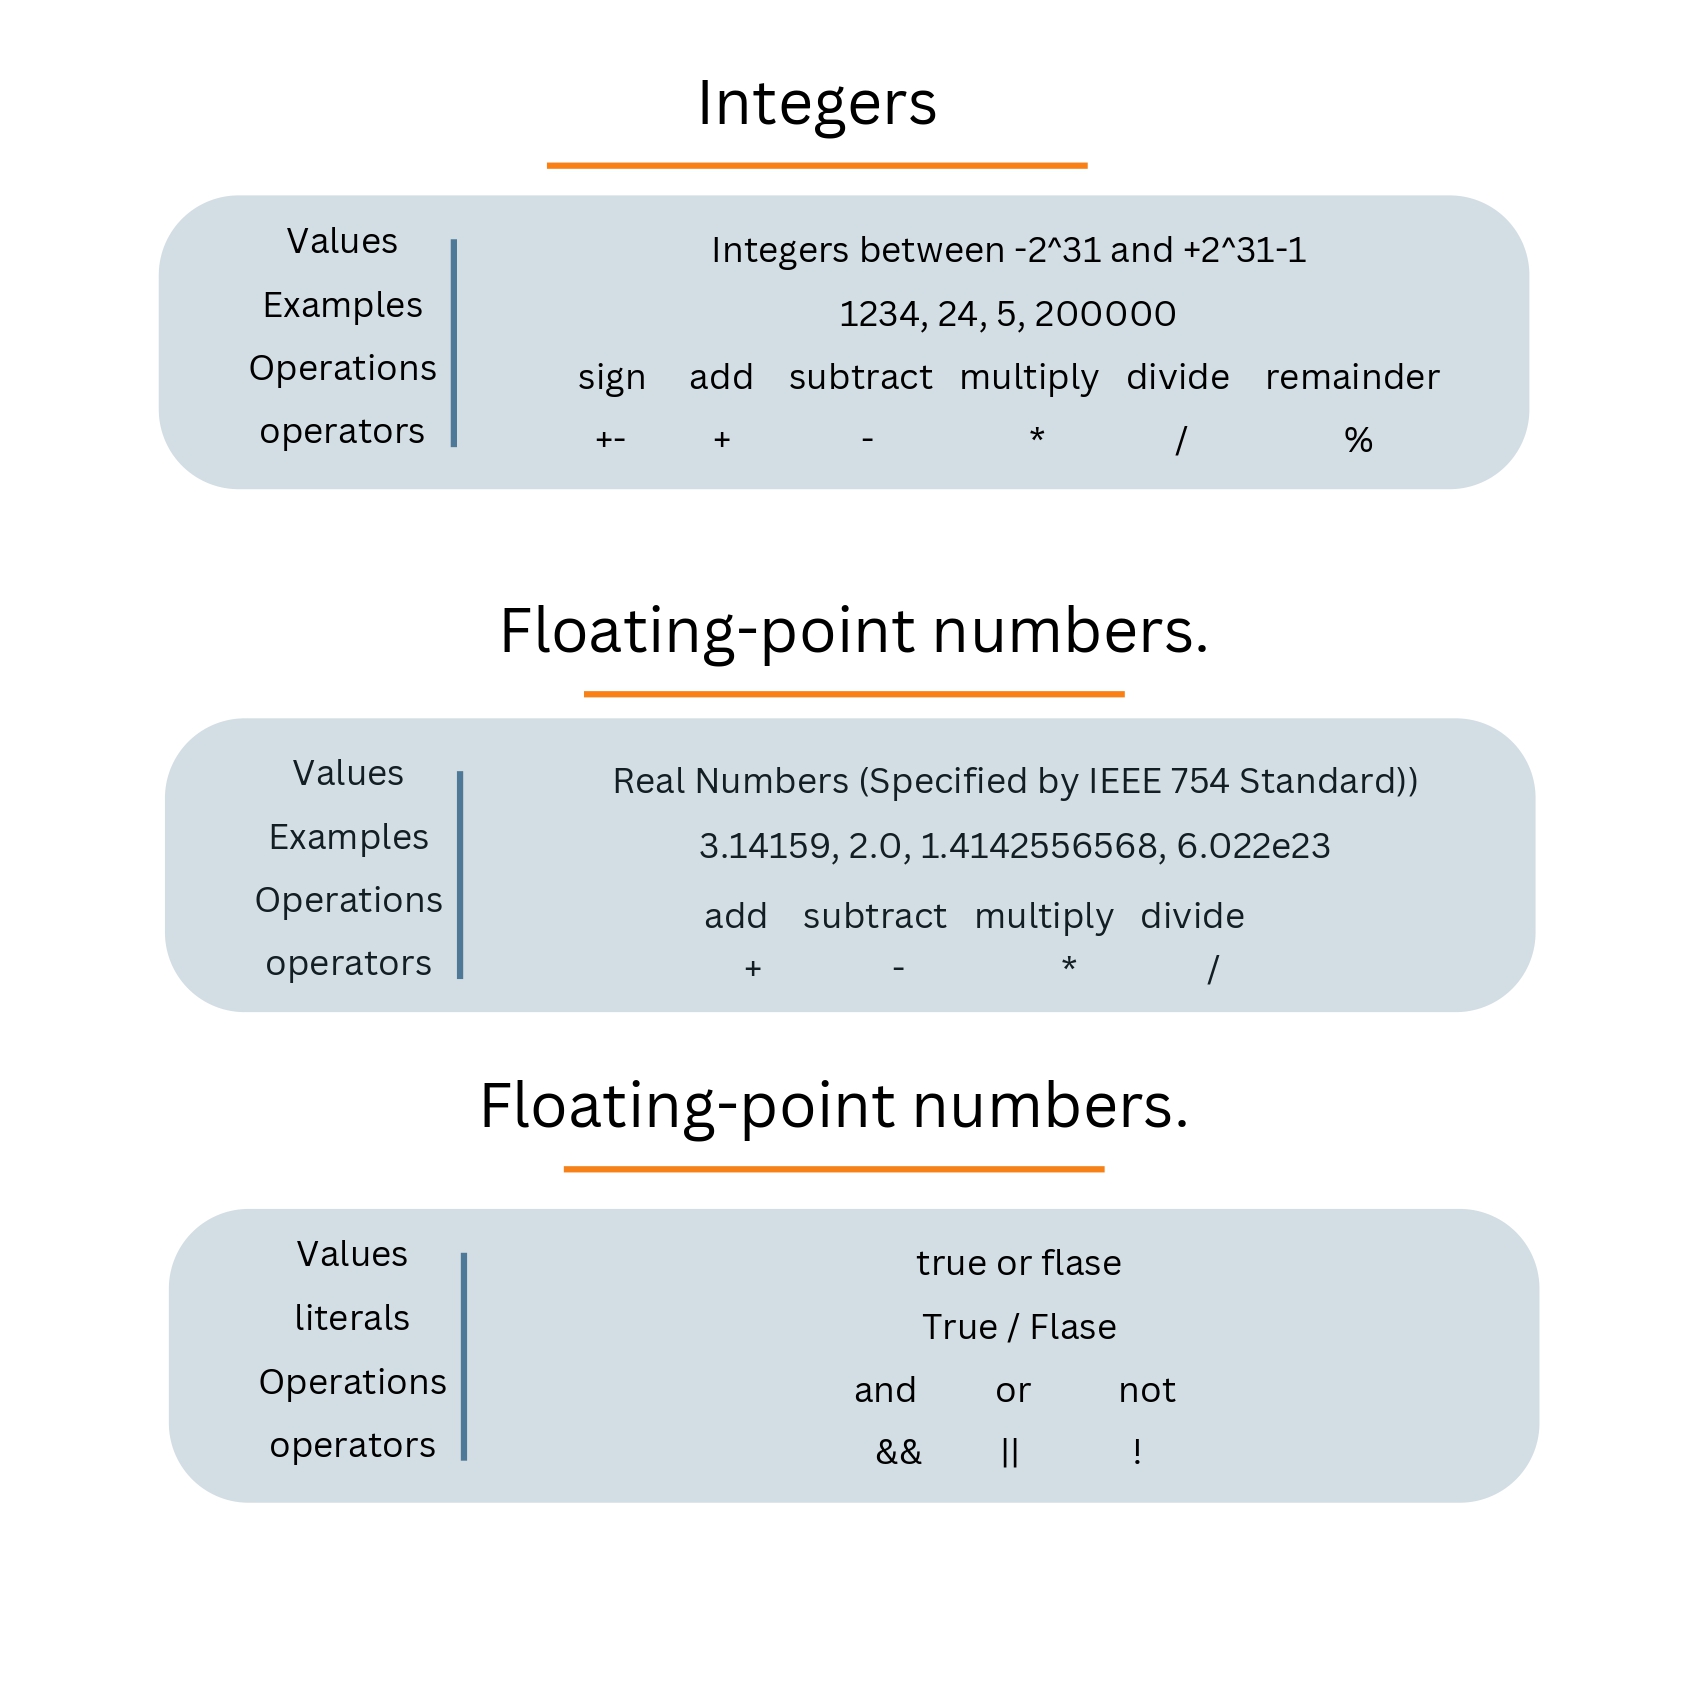 Integers
Values Integers between -2^31 and +2^31-1
Examples 1234, 24, 5, 200000
Operations sign add subtract multiply divide remainder
operators +- + - * / %
Floating-point numbers.
Values Real Numbers (Specified by IEEE 754 Standard))
Examples 3.14159, 2.0, 1.4142556568, 6.022e23
Operations add subtract multiply divide
operators + - * /
Floating-point numbers.
Values true or flase
literals True / Flase
Operations and or not
operators && || !